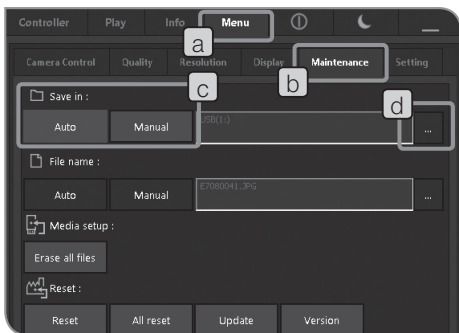 Controller Play Info Menu
a
Camera Control Quality Resolution Display Maintenance Setting
b
Save in :
c
d
Auto Manual USB(1:) ...
File name :
Auto Manual E7080041.JPG ...
Media setup :
Erase all files
Reset :
Reset All reset Update Version